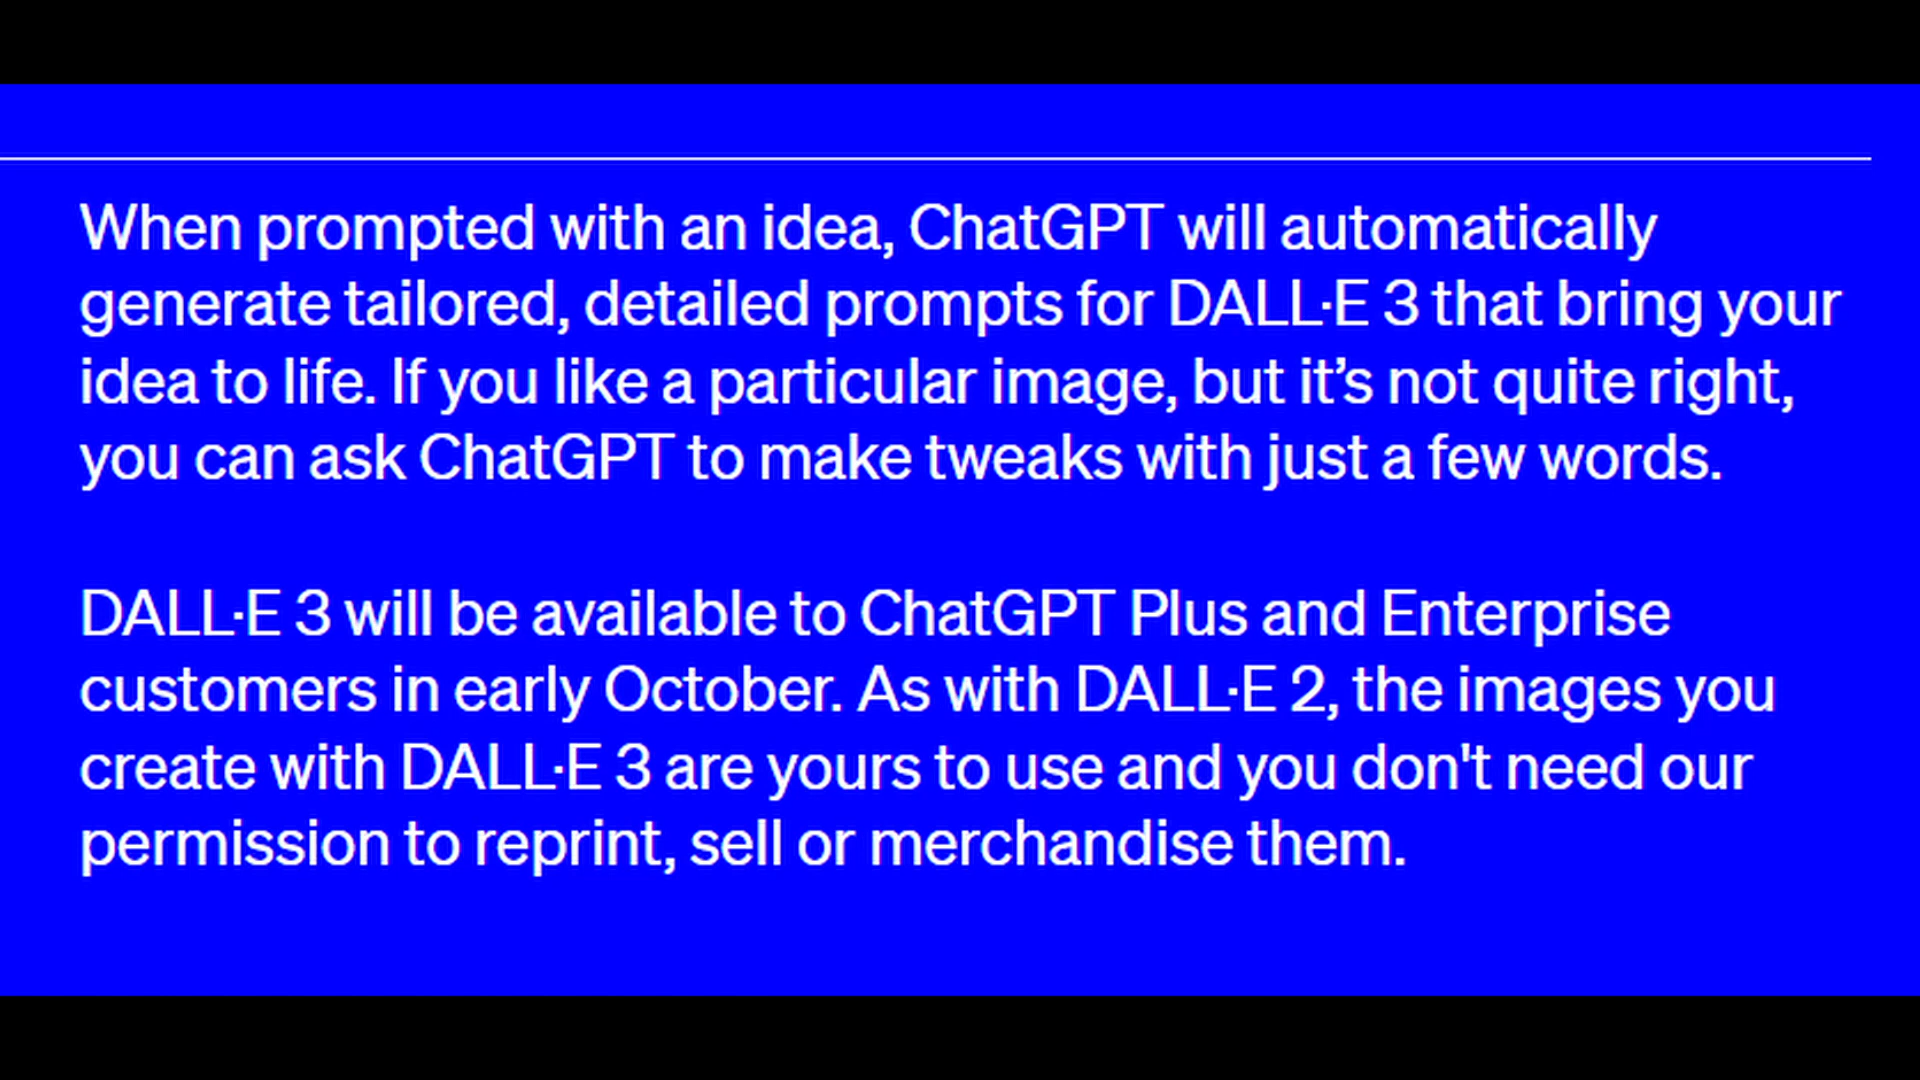 When prompted with an idea, ChatGPT will automatically
generate tailored, detailed prompts for DALL·E 3 that bring your
idea to life. If you like a particular image, but it’s not quite right,
you can ask ChatGPT to make tweaks with just a few words.
DALL·E 3 will be available to ChatGPT Plus and Enterprise
customers in early October. As with DALL·E 2, the images you
create with DALL·E 3 are yours to use and you don't need our
permission to reprint, sell or merchandise them.